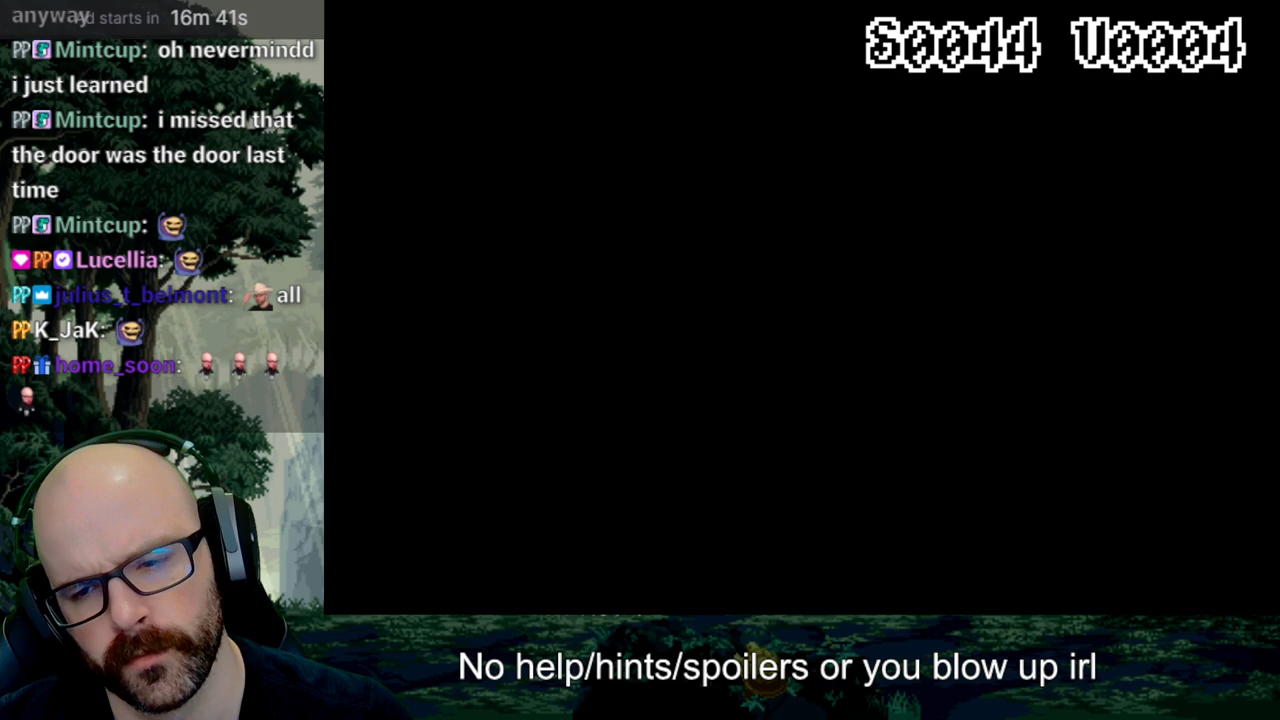 anyway
Ad starts in 16m 41s
Mintcup: oh nevermindd
i just learned
Mintcup: i missed that
the door was the door last
time
Mintcup:
Lucellia:
julius_t_belmont: all
K_JaK:
home_soon:
S0044 V0004
No help/hints/spoilers or you blow up irl